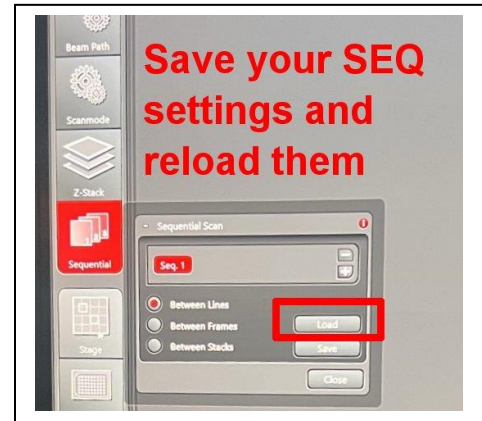 Beam Path
Save your SEQ
settings and
reload them
Scanmode
Z-Stack
Sequential Scan
Sequential
Seq. 1
Between Lines
Between Frames
Load
Between Stacks
Save
Stage
Close